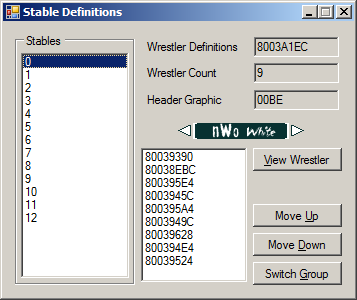 Stable Definitions
Stables
0
1
2
3
4
5
6
7
8
9
10
11
12
Wrestler Definitions 8003A1EC
Wrestler Count 9
Header Graphic 00BE
nWo White
80039390
80038EBC
800395E4
8003945C
800395A4
8003949C
80039628
800394E4
80039524
View Wrestler
Move Up
Move Down
Switch Group